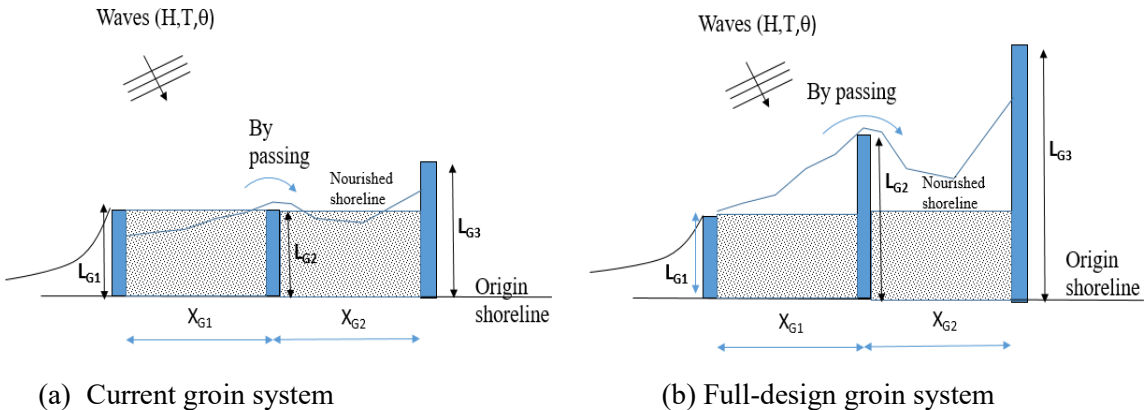 Waves (H,T,θ)
By
passing
Nourished
shoreline
LG1
LG2
LG3
Origin
shoreline
XG1
XG2
(a) Current groin system
Waves (H,T,θ)
By passing
LG3
LG2
Nourished
shoreline
LG1
Origin
shoreline
XG1
XG2
(b) Full-design groin system